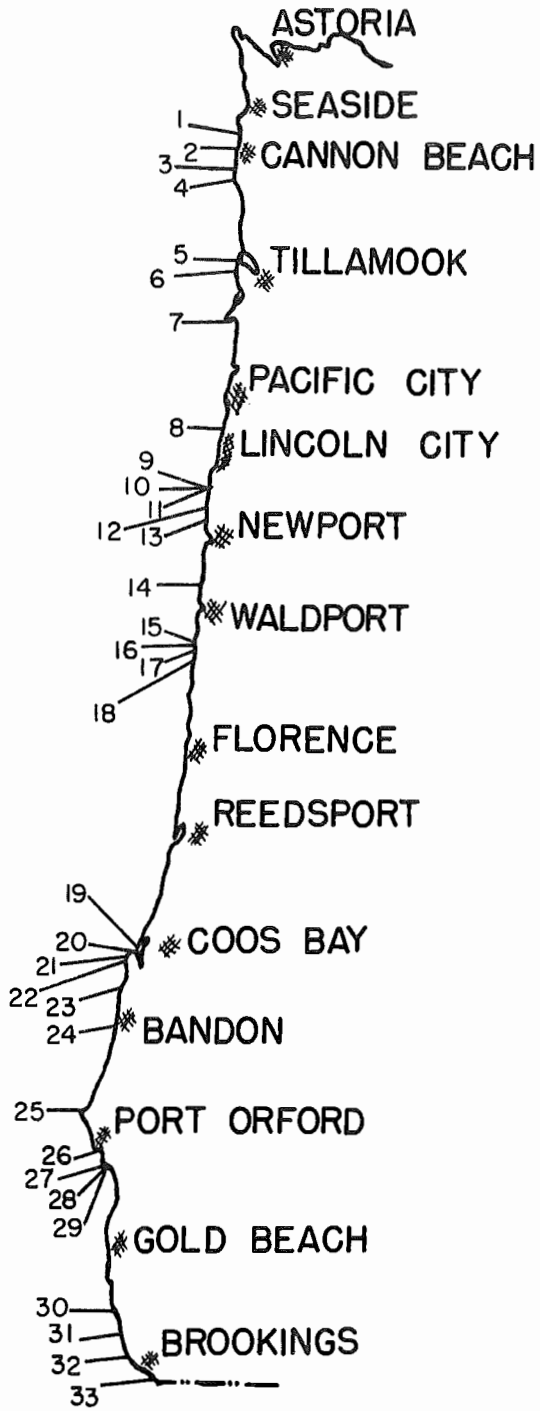 ASTORIA
SEASIDE
1
2
CANNON BEACH
3
4
5
TILLAMOOK
6
7
PACIFIC CITY
8
LINCOLN CITY
9
10
11
12
NEWPORT
13
14
WALDPORT
15
16
17
18
FLORENCE
REEDSPORT
19
20
COOS BAY
21
22
23
24
BANDON
25
PORT ORFORD
26
27
28
29
GOLD BEACH
30
31
BROOKINGS
32
33